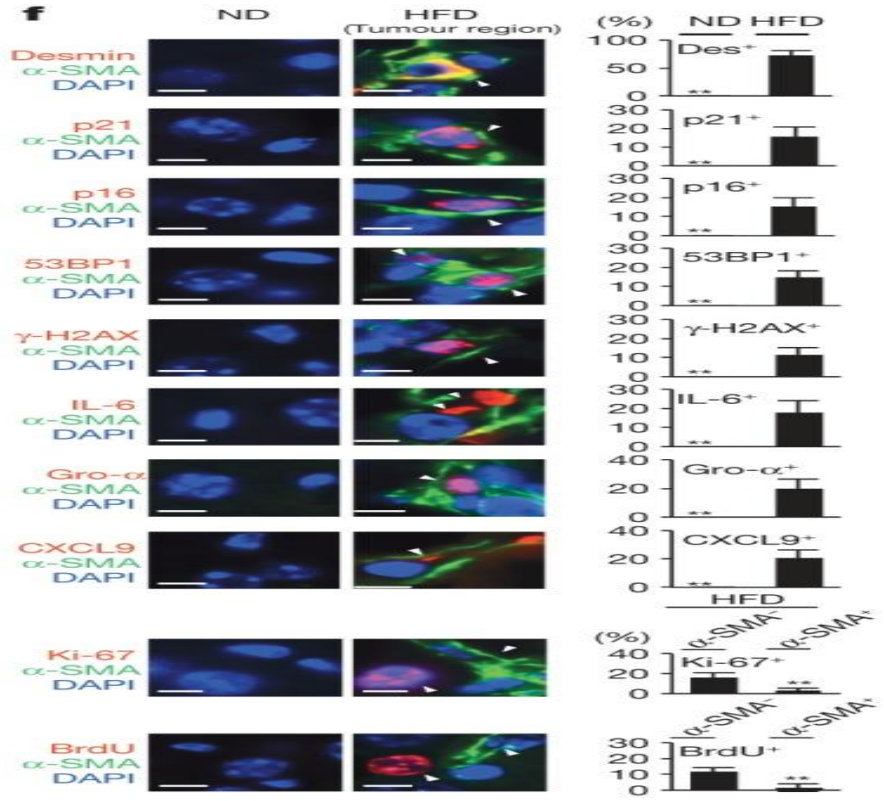 f
ND
HFD
(Tumour region)
(%)
ND HFD
Desmin
α-SMA
DAPI
100
50
0
Des⁺
**
p21
α-SMA
DAPI
30
20
10
0
p21⁺
**
p16
α-SMA
DAPI
30
20
10
0
p16⁺
**
53BP1
α-SMA
DAPI
30
20
10
0
53BP1⁺
**
γ-H2AX
α-SMA
DAPI
30
20
10
0
γ-H2AX⁺
**
IL-6
α-SMA
DAPI
30
20
10
0
IL-6⁺
**
Gro-α
α-SMA
DAPI
40
20
0
Gro-α⁺
**
CXCL9
α-SMA
DAPI
40
20
0
CXCL9⁺
**
HFD
(%)
α-SMA⁻
α-SMA⁺
Ki-67
α-SMA
DAPI
40
20
0
Ki-67⁺
**
α-SMA⁻
α-SMA⁺
BrdU
α-SMA
DAPI
30
20
10
0
BrdU⁺
**